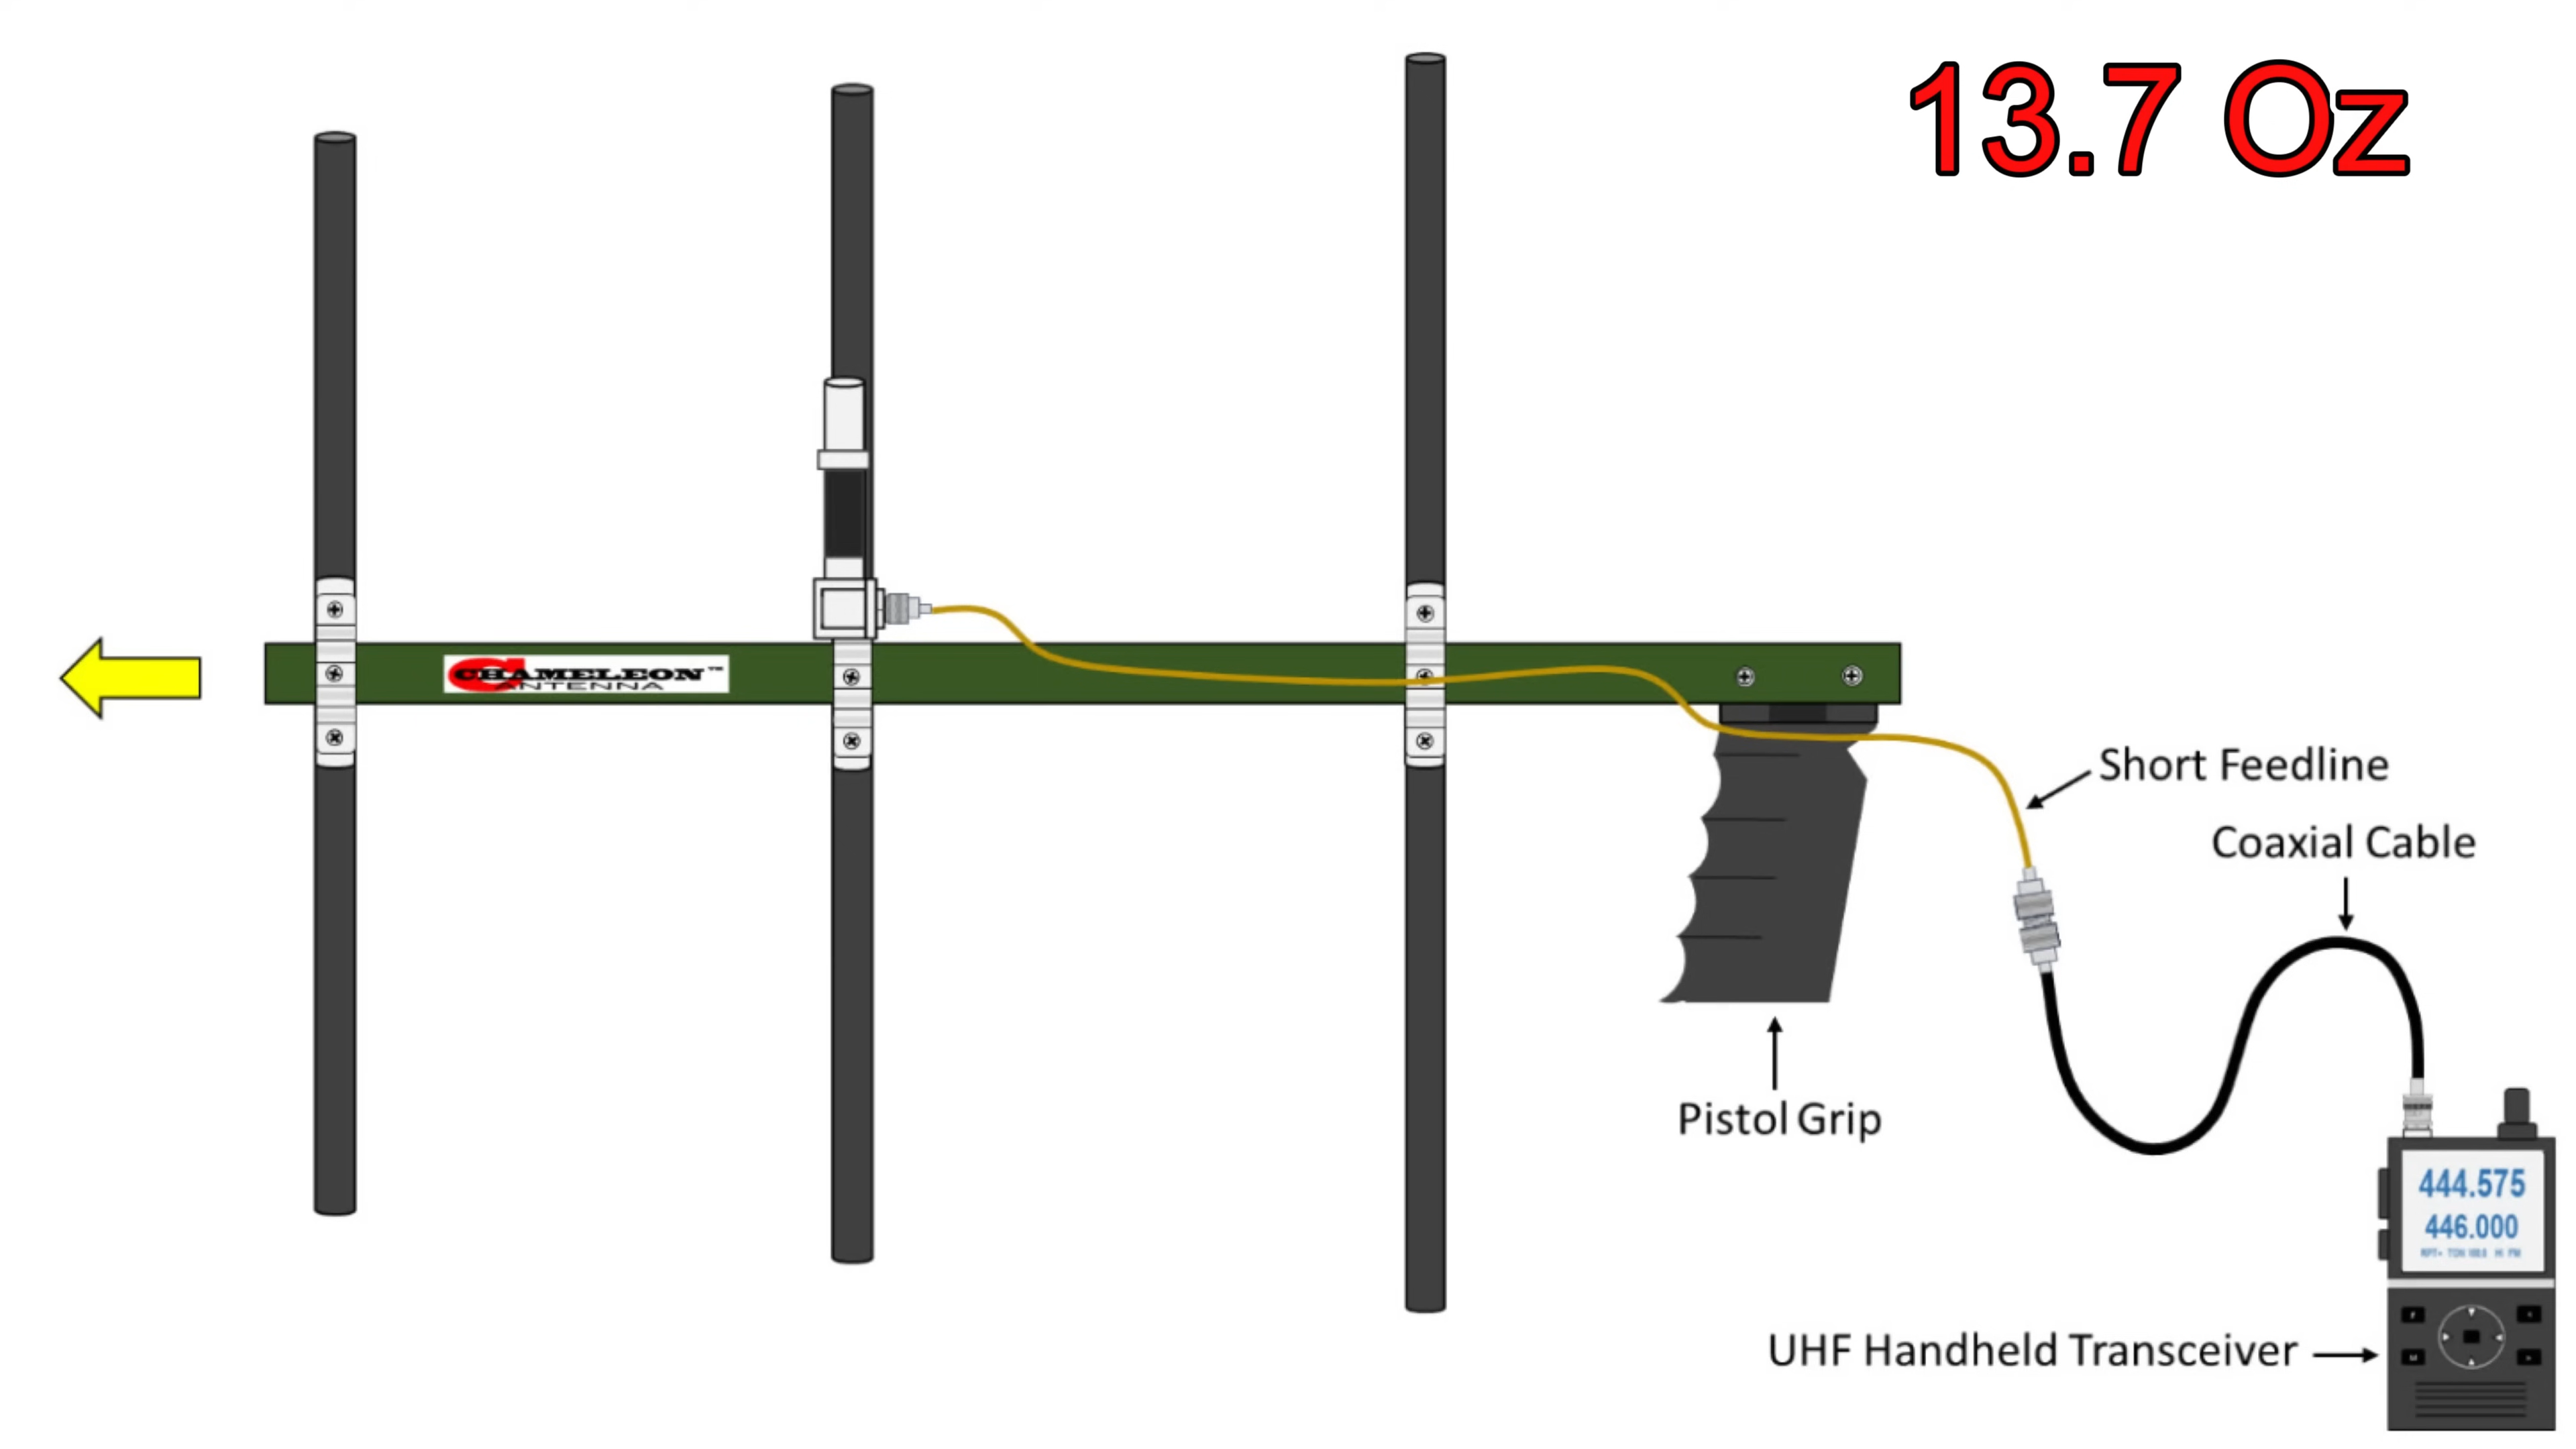 13.7 Oz
CHAMELEON™
ANTENNA
Short Feedline
Coaxial Cable
Pistol Grip
444.575
446.000
UHF Handheld Transceiver